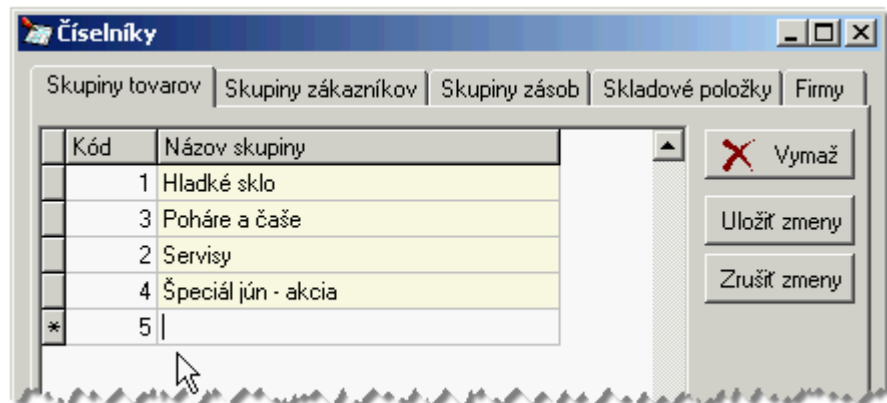 Číselníky
Skupiny tovarov Skupiny zákazníkov Skupiny zásob Skladové položky Firmy
Kód Názov skupiny
1 Hladké sklo
3 Poháre a čaše
2 Servisy
4 Špeciál jún - akcia
* 5
Vymaž
Uložiť zmeny
Zrušiť zmeny